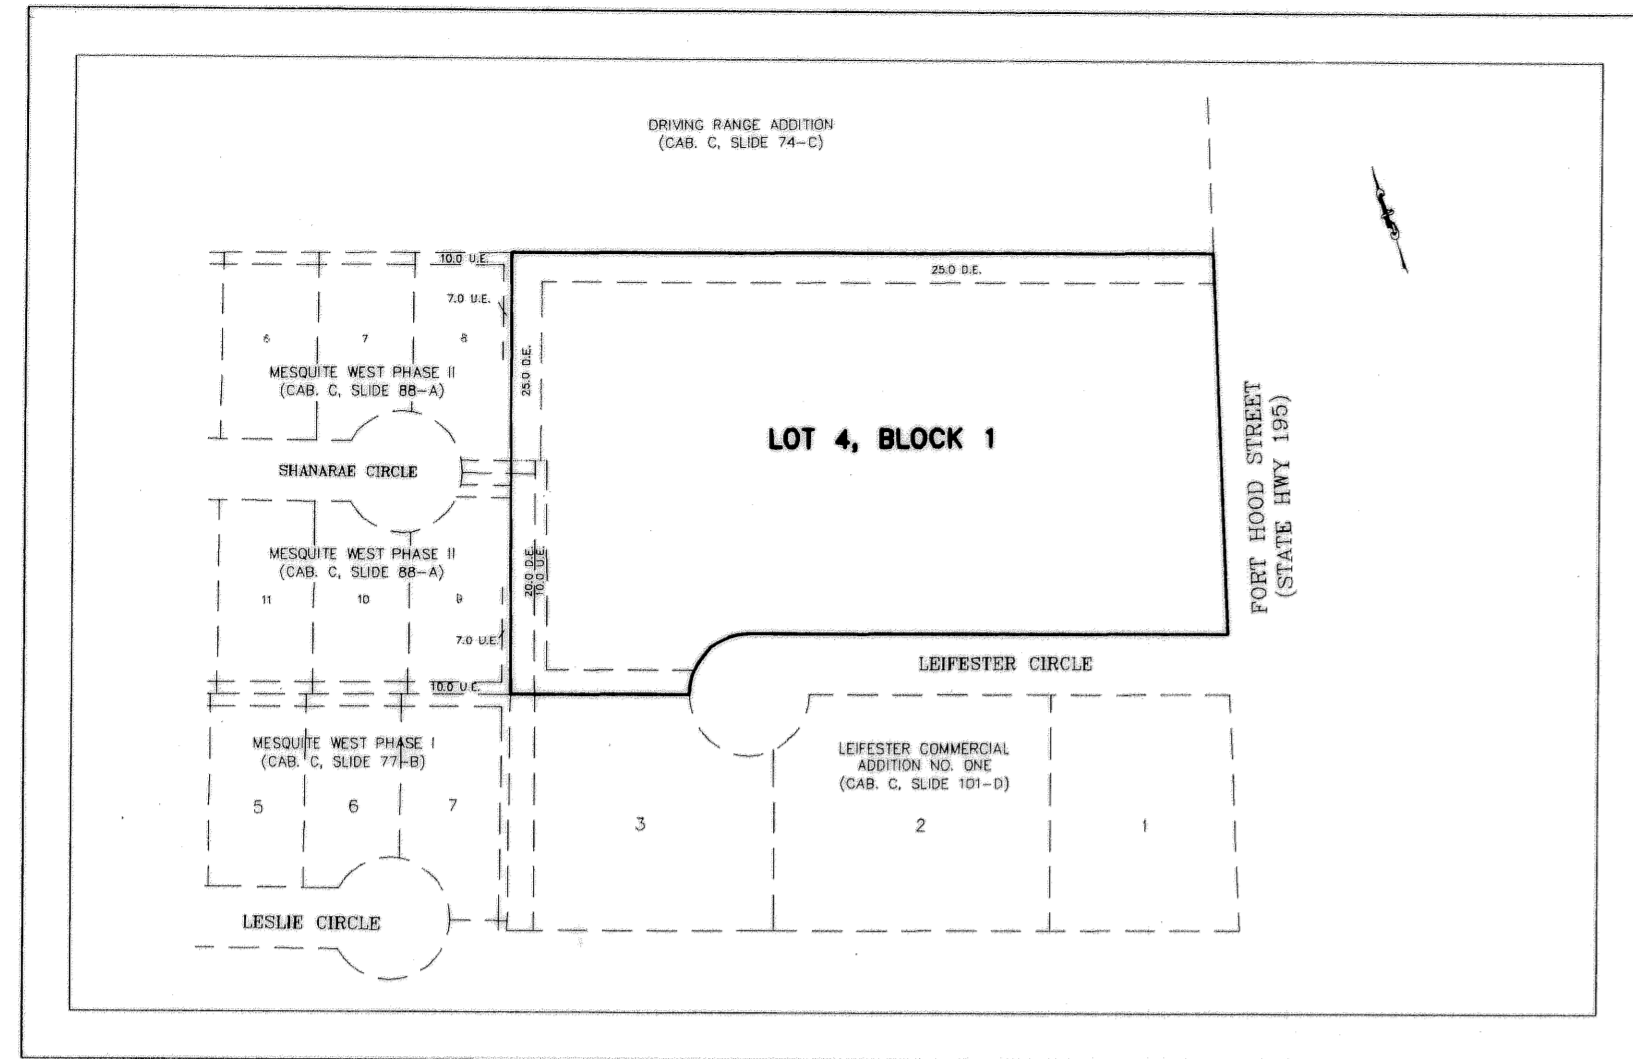 DRIVING RANGE ADDITION
(CAB. C, SLIDE 74-C)
10.0 U.E.
25.0 D.E.
7.0 U.E.
6
7
8
25.0 D.E.
MESQUITE WEST PHASE II
(CAB. C, SLIDE 88-A)
LOT 4, BLOCK 1
FORT HOOD STREET
(STATE HWY 195)
SHANARAE CIRCLE
MESQUITE WEST PHASE II
(CAB. C, SLIDE 88-A)
20.0 D.E.
10.0 U.E.
11
10
9
7.0 U.E.
LEIFESTER CIRCLE
10.0 U.E.
MESQUITE WEST PHASE I
(CAB. C, SLIDE 77-B)
LEIFESTER COMMERCIAL
ADDITION NO. ONE
(CAB. C, SLIDE 101-D)
5
6
7
3
2
1
LESLIE CIRCLE